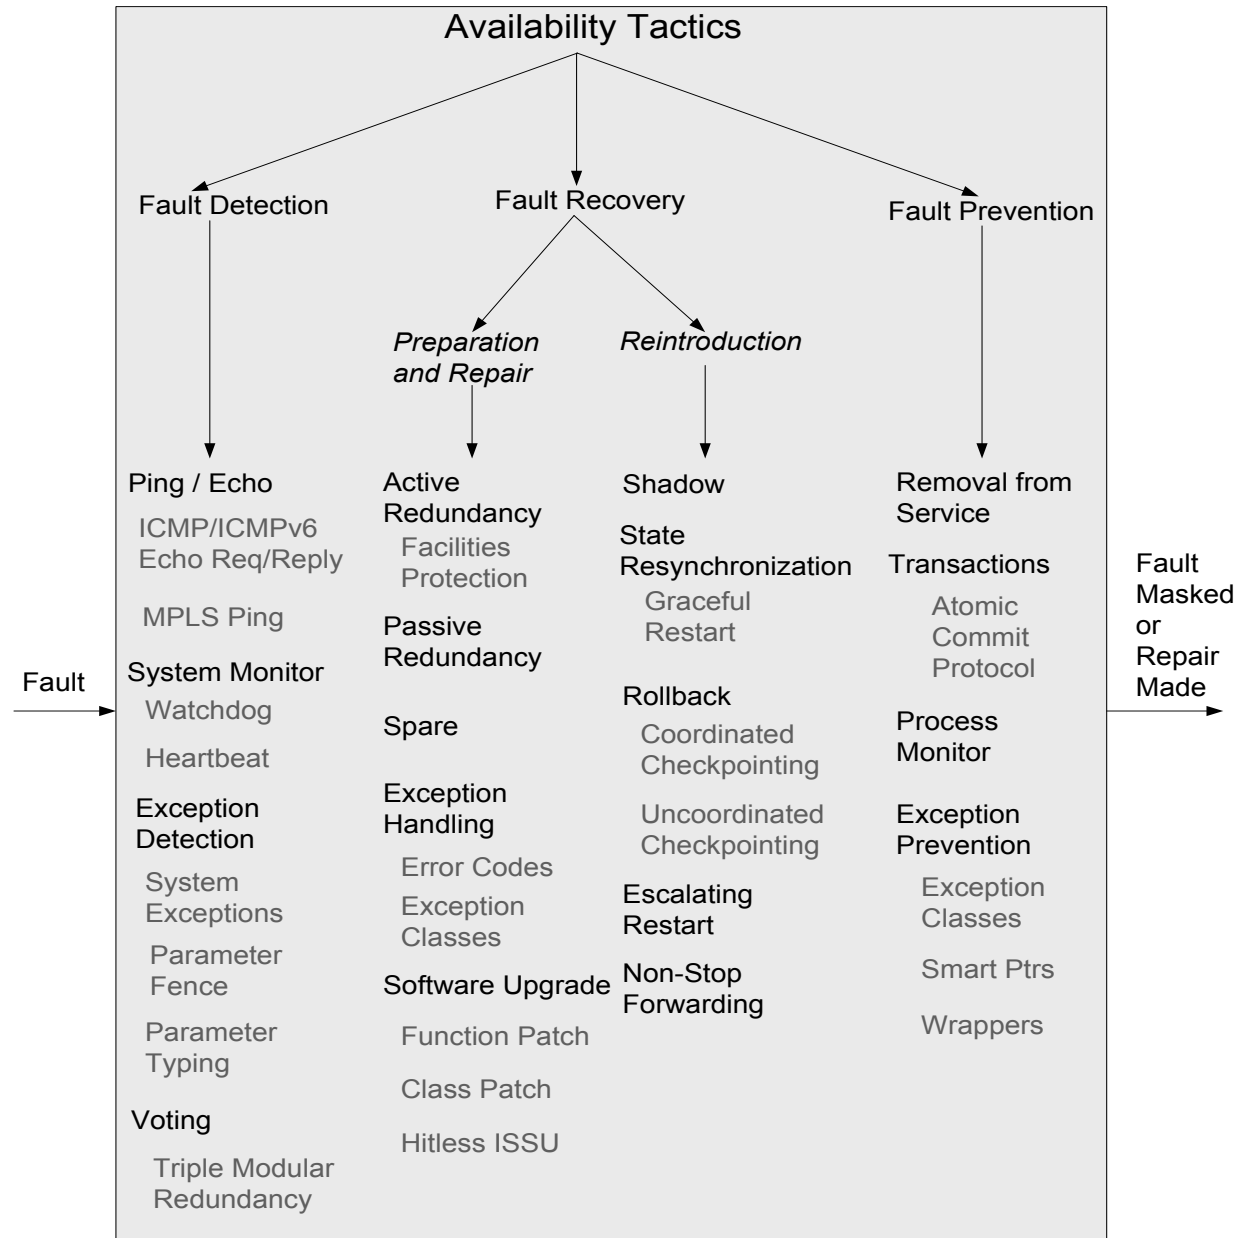 Availability Tactics
Fault Detection
Fault Recovery
Fault Prevention
Preparation
and Repair
Reintroduction
Fault
Ping / Echo
ICMP/ICMPv6
Echo Req/Reply
MPLS Ping
System Monitor
Watchdog
Heartbeat
Exception
Detection
System
Exceptions
Parameter
Fence
Parameter
Typing
Voting
Triple Modular
Redundancy
Active
Redundancy
Facilities
Protection
Passive
Redundancy
Spare
Exception
Handling
Error Codes
Exception
Classes
Software Upgrade
Function Patch
Class Patch
Hitless ISSU
Shadow
State
Resynchronization
Graceful
Restart
Rollback
Coordinated
Checkpointing
Uncoordinated
Checkpointing
Escalating
Restart
Non-Stop
Forwarding
Removal from
Service
Transactions
Atomic
Commit
Protocol
Process
Monitor
Exception
Prevention
Exception
Classes
Smart Ptrs
Wrappers
Fault
Masked
or
Repair
Made